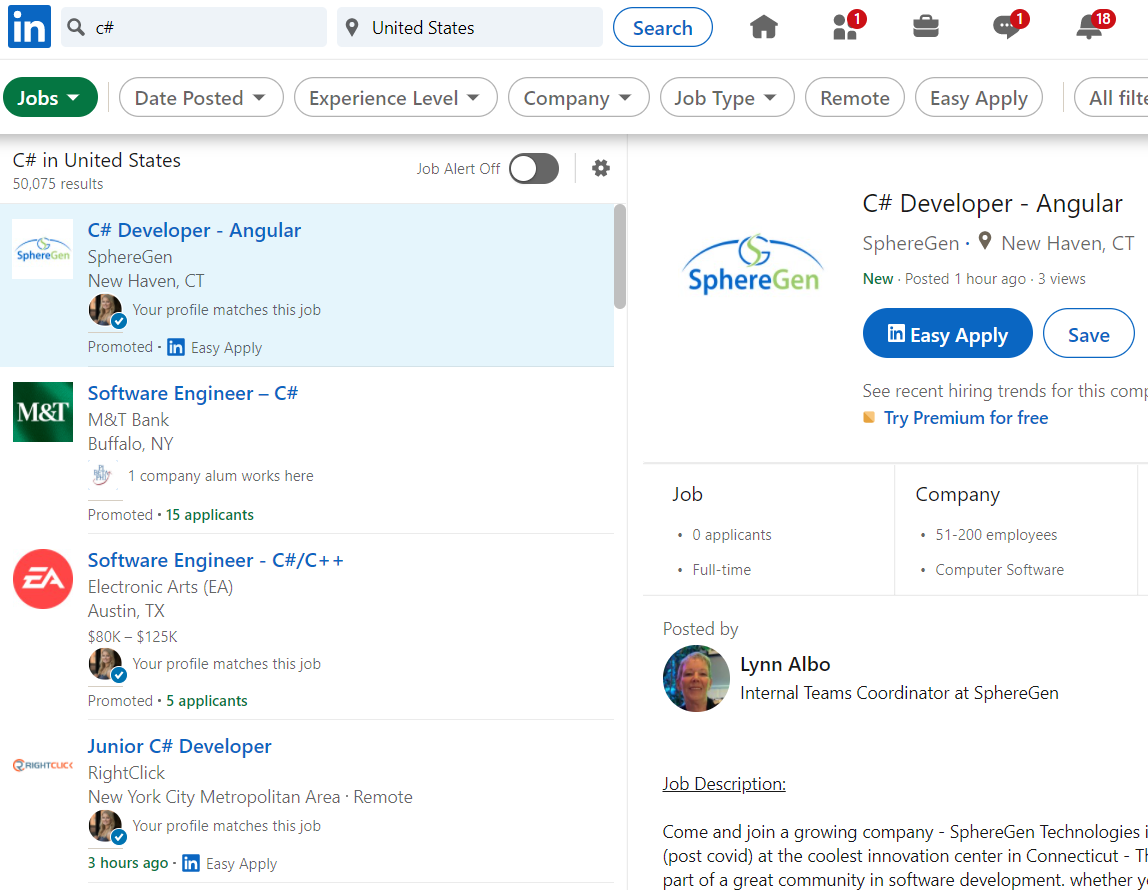 in
c#
United States
Search
1
1
18
Jobs
Date Posted
Experience Level
Company
Job Type
Remote
Easy Apply
All filte
C# in United States
50,075 results
Job Alert Off
SphereGen
C# Developer - Angular
SphereGen
New Haven, CT
Your profile matches this job
Promoted · in Easy Apply
M&T
Software Engineer – C#
M&T Bank
Buffalo, NY
1 company alum works here
Promoted · 15 applicants
EA
Software Engineer - C#/C++
Electronic Arts (EA)
Austin, TX
$80K – $125K
Your profile matches this job
Promoted · 5 applicants
RIGHTCLICK
Junior C# Developer
RightClick
New York City Metropolitan Area · Remote
Your profile matches this job
3 hours ago · in Easy Apply
SphereGen
C# Developer - Angular
SphereGen · New Haven, CT
New · Posted 1 hour ago · 3 views
in Easy Apply
Save
See recent hiring trends for this comp
Try Premium for free
Job
• 0 applicants
• Full-time
Company
• 51-200 employees
• Computer Software
Posted by
Lynn Albo
Internal Teams Coordinator at SphereGen
Job Description:
Come and join a growing company - SphereGen Technologies i
(post covid) at the coolest innovation center in Connecticut - Th
part of a great community in software development. whether yo